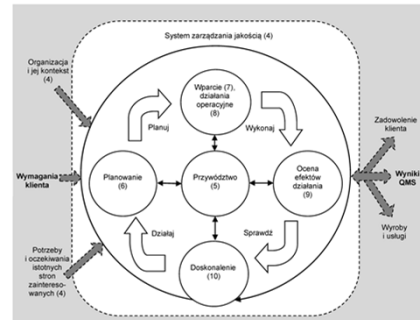 System zarządzania jakością (4)
Organizacja
i jej kontekst
(4)
Wparcie (7),
działania
operacyjne
(8)
Planuj
Wykonaj
Zadowolenie
klienta
Wymagania
klienta
Planowanie
(6)
Przywództwo
(5)
Ocena
efektów
działania
(9)
Wyniki
QMS
Działaj
Sprawdź
Potrzeby
i oczekiwania
istotnych
stron
zaintereso-
wanych (4)
Doskonalenie
(10)
Wyroby
i usługi